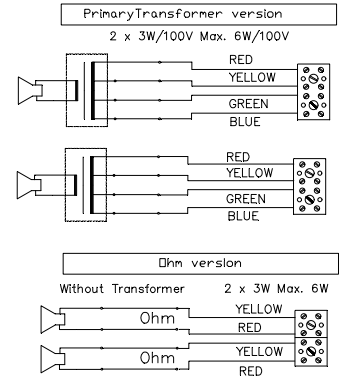 PrimaryTransformer version
2 x 3W/100V Max. 6W/100V
RED
YELLOW
GREEN
BLUE
RED
YELLOW
GREEN
BLUE
Ohm version
Without Transformer 2 x 3W Max. 6W
YELLOW
Ohm
RED
YELLOW
Ohm
RED